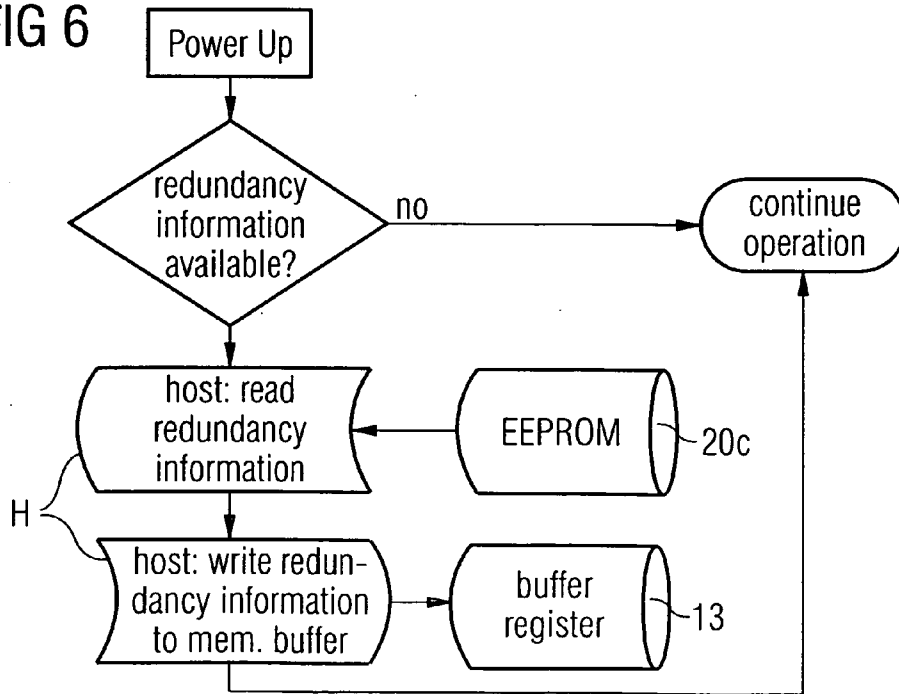 FIG 6
Power Up
redundancy
information
available?
no
continue
operation
host: read
redundancy
information
EEPROM
20c
H
host: write redun-
dancy information
to mem. buffer
buffer
register
13